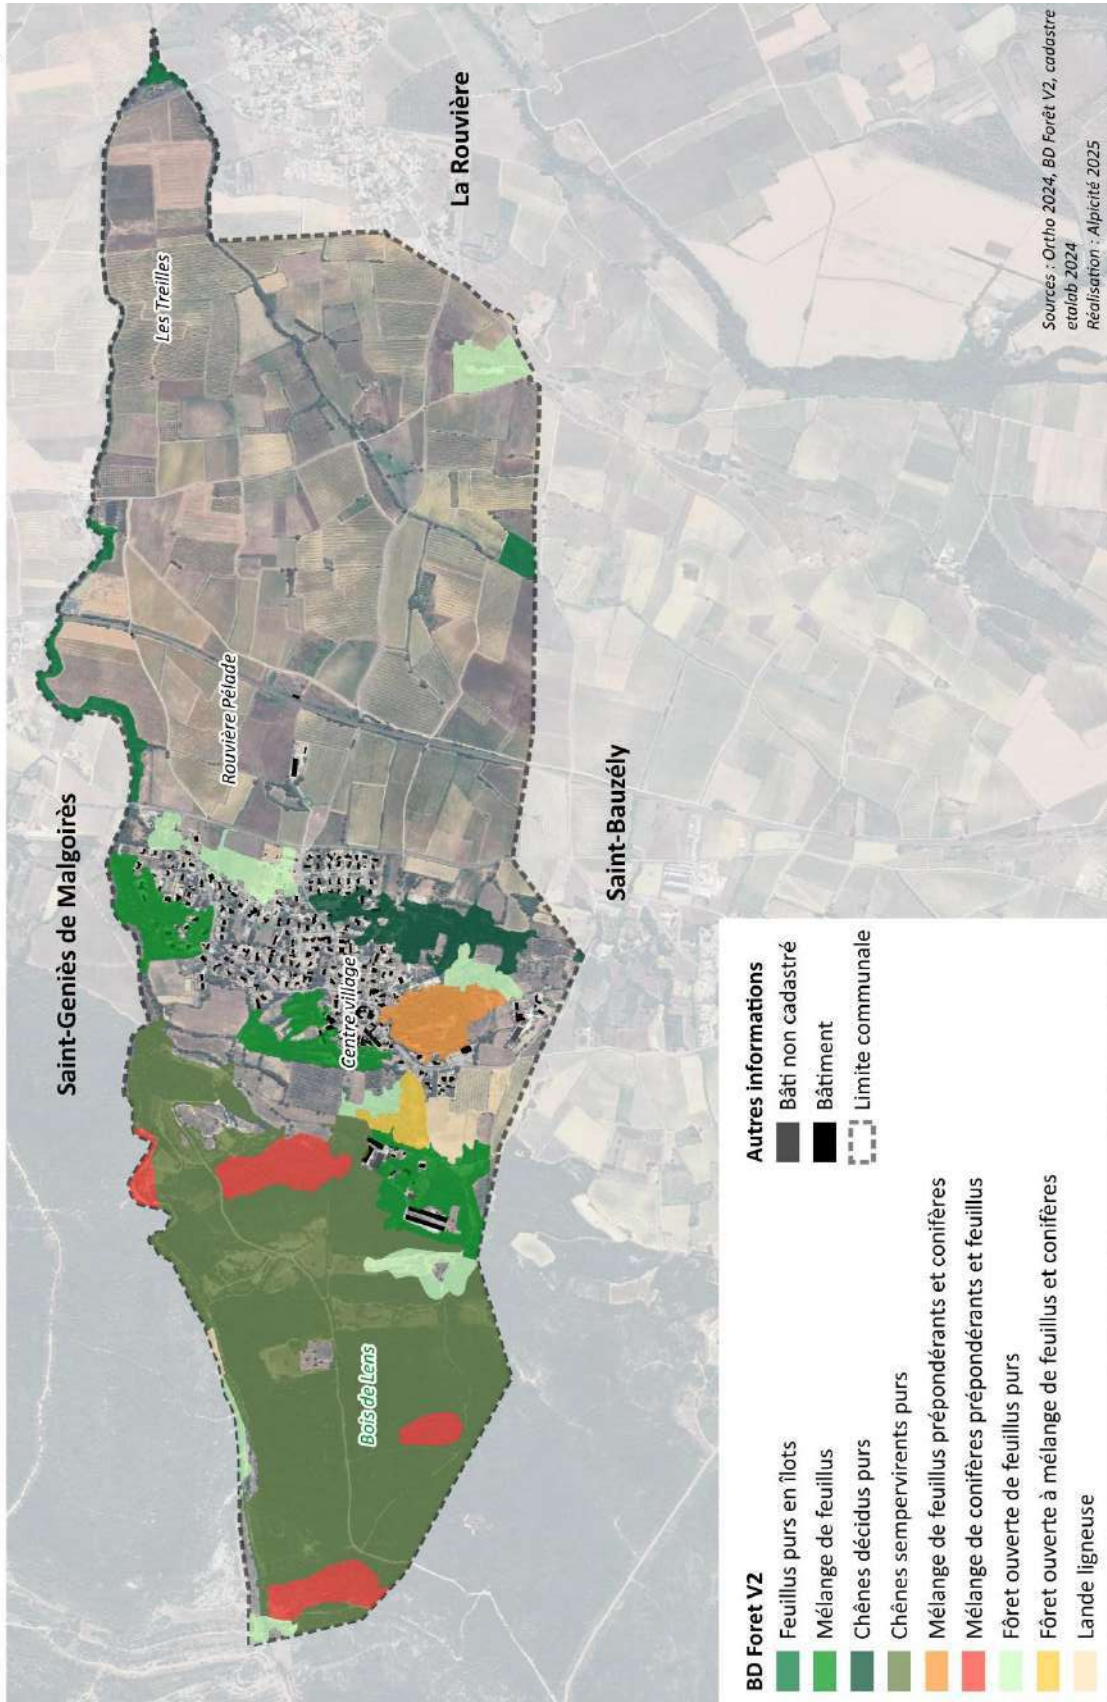 Saint-Geniès de Malgoirès
La Rouvière
Les Treilles
Rouvière Pélade
Centre village
Bois de Lens
Saint-Bauzély
BD Foret V2
Feuillus purs en îlots
Mélange de feuillus
Chênes décidus purs
Chênes sempervirents purs
Mélange de feuillus prépondérants et conifères
Mélange de conifères prépondérants et feuillus
Fôret ouverte de feuillus purs
Fôret ouverte à mélange de feuillus et conifères
Lande ligneuse
Autres informations
Bâti non cadastré
Bâtiment
Limite communale
Sources : Ortho 2024, BD Forêt V2, cadastre
etalab 2024
Réalisation : Alpicité 2025